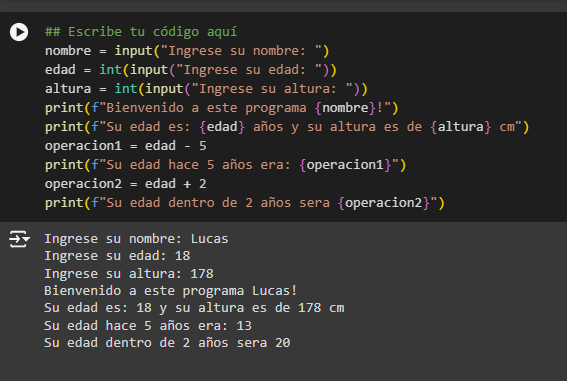 ## Escribe tu código aquí
nombre = input("Ingrese su nombre: ")
edad = int(input("Ingrese su edad: "))
altura = int(input("Ingrese su altura: "))
print(f"Bienvenido a este programa {nombre}!")
print(f"Su edad es: {edad} años y su altura es de {altura} cm")
operacion1 = edad - 5
print(f"Su edad hace 5 años era: {operacion1}")
operacion2 = edad + 2
print(f"Su edad dentro de 2 años sera {operacion2}")
Ingrese su nombre: Lucas
Ingrese su edad: 18
Ingrese su altura: 178
Bienvenido a este programa Lucas!
Su edad es: 18 y su altura es de 178 cm
Su edad hace 5 años era: 13
Su edad dentro de 2 años sera 20